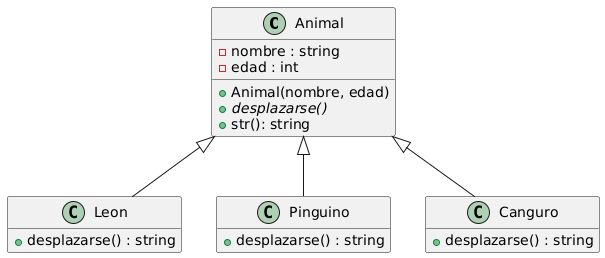 C Animal
nombre : string
edad : int
Animal(nombre, edad)
desplazarse()
str(): string
C Leon
desplazarse() : string
C Pinguino
desplazarse() : string
C Canguro
desplazarse() : string